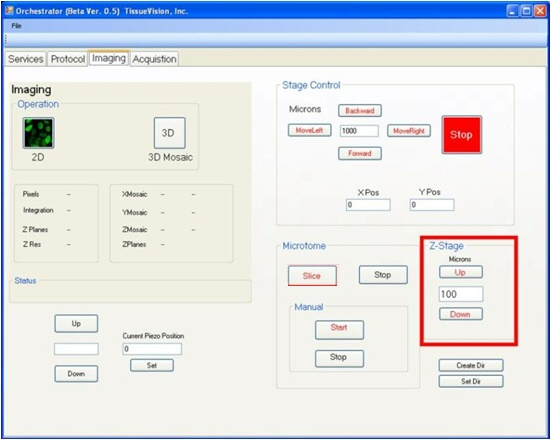 Orchestrator (Beta Ver. 0.5) TissueVision, Inc.
File
Services Protocol Imaging Acquistion
Imaging
Operation
2D
3D
3D Mosaic
Pixels --
Integration --
Z Planes --
Z Res --
XMosaic -- --
YMosaic -- --
ZMosaic -- --
ZPlanes --
Status
Up
Down
Current Piezo Position
0
Set
Stage Control
Microns
Backward
MoveLeft 1000 MoveRight
Forward
Stop
X Pos Y Pos
0 0
Microtome
Slice Stop
Manual
Start
Stop
Z-Stage
Microns
Up
100
Down
Create Dir
Set Dir